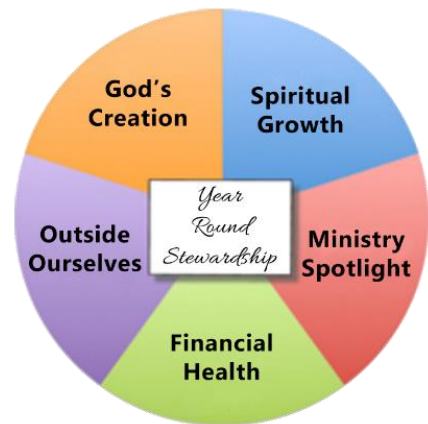 God's
Creation
Spiritual
Growth
Year
Round
Stewardship
Outside
Ourselves
Ministry
Spotlight
Financial
Health